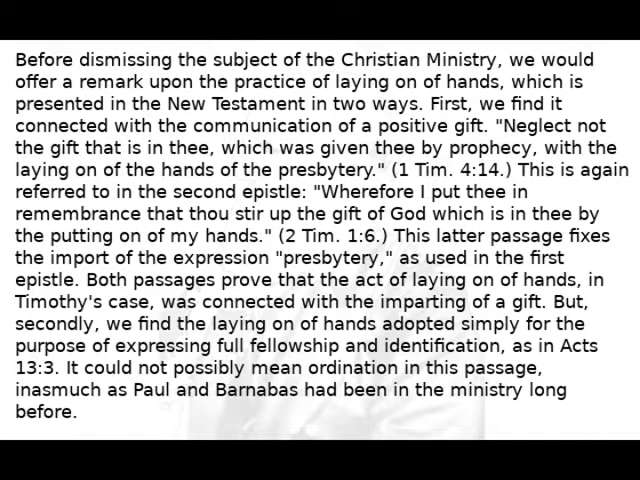 Before dismissing the subject of the Christian Ministry, we would
offer a remark upon the practice of laying on of hands, which is
presented in the New Testament in two ways. First, we find it
connected with the communication of a positive gift. "Neglect not
the gift that is in thee, which was given thee by prophecy, with the
laying on of the hands of the presbytery." (1 Tim. 4:14.) This is again
referred to in the second epistle: "Wherefore I put thee in
remembrance that thou stir up the gift of God which is in thee by
the putting on of my hands." (2 Tim. 1:6.) This latter passage fixes
the import of the expression "presbytery," as used in the first
epistle. Both passages prove that the act of laying on of hands, in
Timothy's case, was connected with the imparting of a gift. But,
secondly, we find the laying on of hands adopted simply for the
purpose of expressing full fellowship and identification, as in Acts
13:3. It could not possibly mean ordination in this passage,
inasmuch as Paul and Barnabas had been in the ministry long
before.